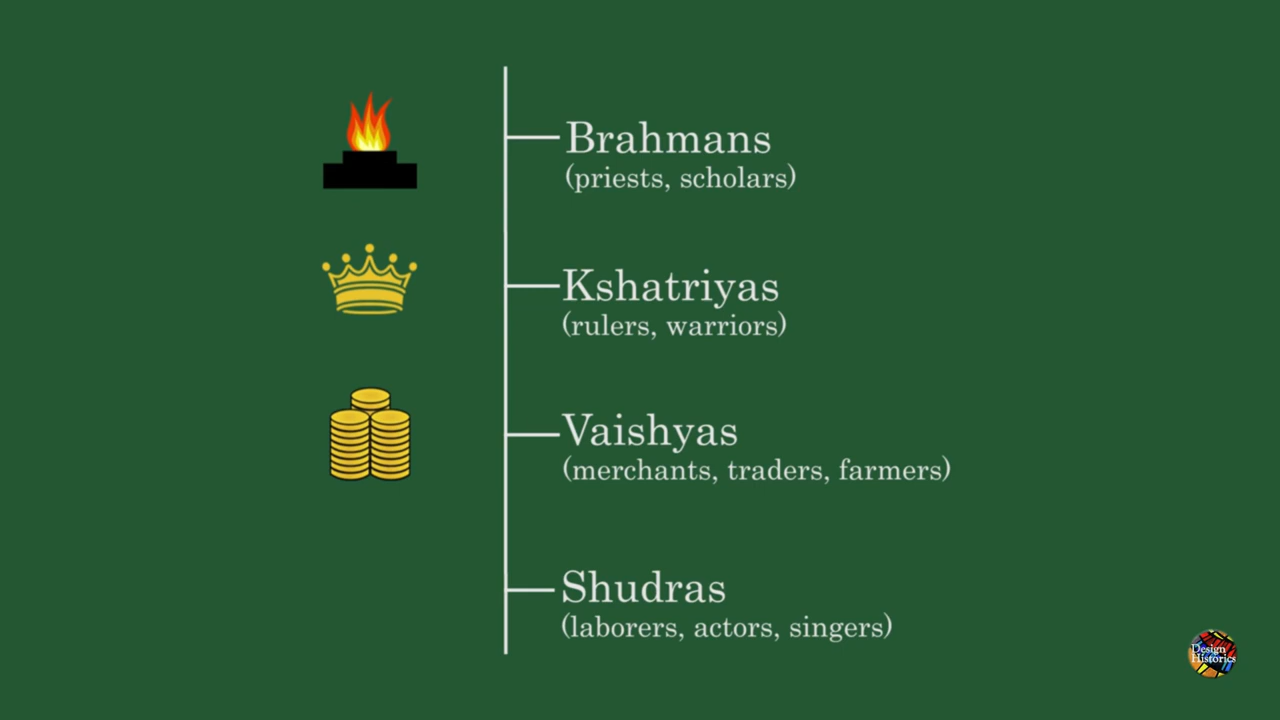 Brahmans
(priests, scholars)
Kshatriyas
(rulers, warriors)
Vaishyas
(merchants, traders, farmers)
Shudras
(laborers, actors, singers)
Design
Historics